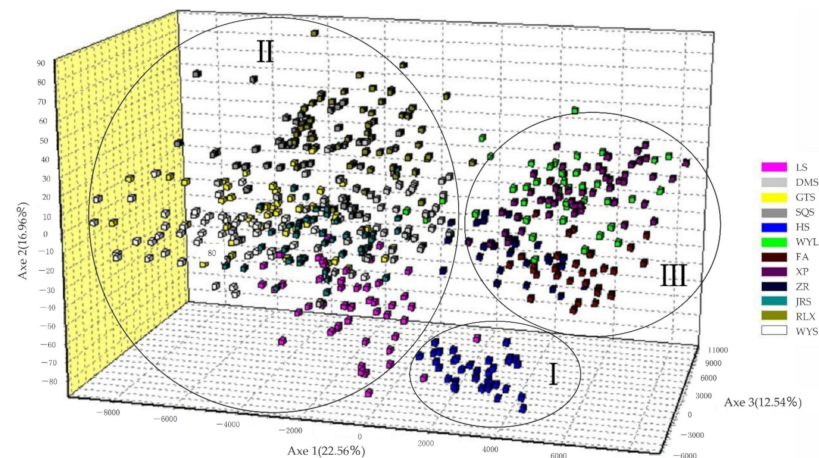 II
III
I
90
80
70
60
50
40
30
20
10
0
−10
−20
−30
−40
−50
−60
−70
−80
Axe 2(16.96%)
80
−8000
−6000
−4000
−2000
0
2000
4000
6000
Axe 1(22.56%)
11000
9000
6000
3000
0
−3000
−6000
Axe 3(12.54%)
LS
DMS
GTS
SQS
HS
WYL
FA
XP
ZR
JRS
RLX
WYS